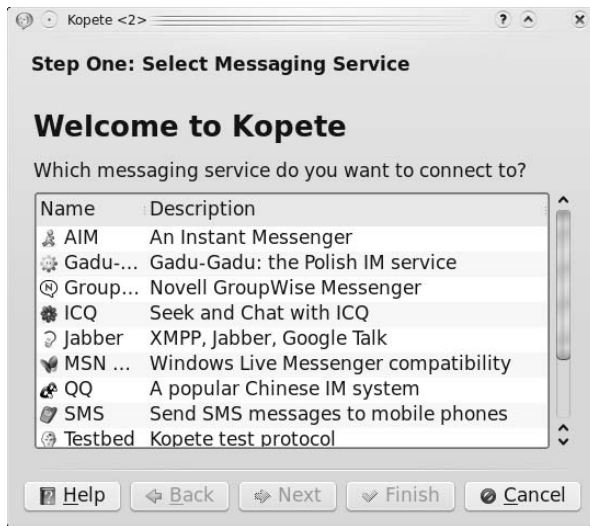 Kopete <2>
Step One: Select Messaging Service
Welcome to Kopete
Which messaging service do you want to connect to?
Name Description
AIM An Instant Messenger
Gadu-... Gadu-Gadu: the Polish IM service
Group... Novell GroupWise Messenger
ICQ Seek and Chat with ICQ
Jabber XMPP, Jabber, Google Talk
MSN ... Windows Live Messenger compatibility
QQ A popular Chinese IM system
SMS Send SMS messages to mobile phones
Testbed Kopete test protocol
Help Back Next Finish Cancel